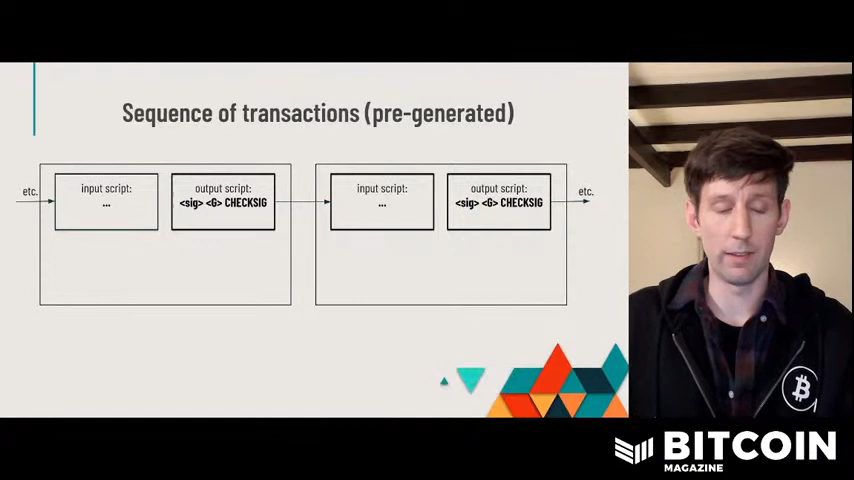 Sequence of transactions (pre-generated)
etc.
input script:
...
output script:
<sig> <G> CHECKSIG
input script:
...
output script:
<sig> <G> CHECKSIG
etc.
BITCOIN
MAGAZINE